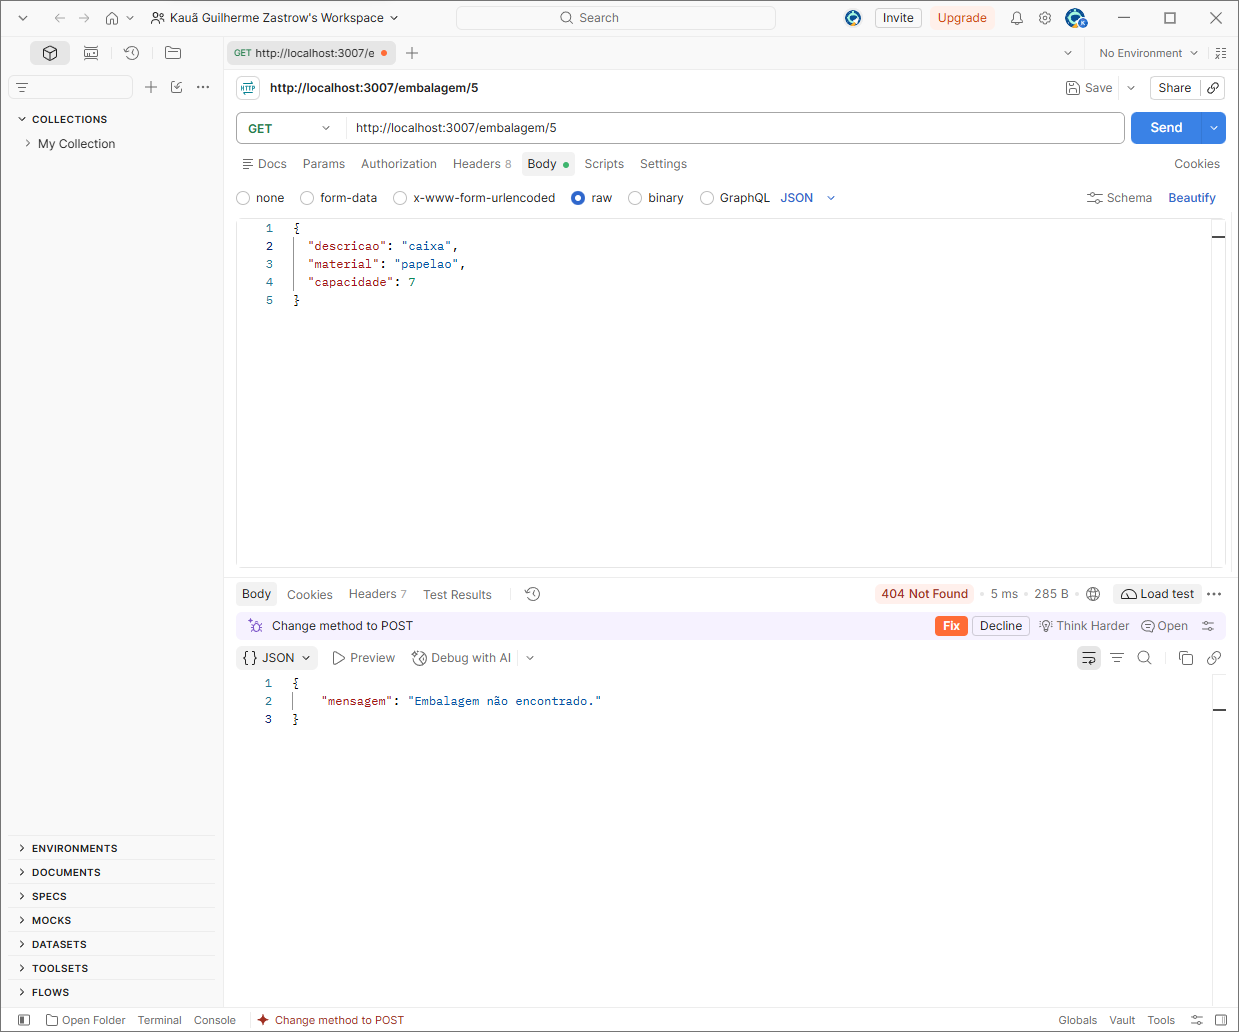 Kauã Guilherme Zastrow's Workspace
Search
Invite
Upgrade
GET http://localhost:3007/e
No Environment
COLLECTIONS
My Collection
HTTP
http://localhost:3007/embalagem/5
Save
Share
GET
http://localhost:3007/embalagem/5
Send
Docs Params Authorization Headers 8 Body Scripts Settings Cookies
none form-data x-www-form-urlencoded raw binary GraphQL JSON Schema Beautify
1 {
2 "descricao": "caixa",
3 "material": "papelao",
4 "capacidade": 7
5 }
Body Cookies Headers 7 Test Results
404 Not Found • 5 ms • 285 B
Load test
Change method to POST
Fix
Decline
Think Harder
Open
{} JSON
Preview
Debug with AI
1 {
2 "mensagem": "Embalagem não encontrado."
3 }
ENVIRONMENTS
DOCUMENTS
SPECS
MOCKS
DATASETS
TOOLSETS
FLOWS
Open Folder Terminal Console Change method to POST
Globals Vault Tools